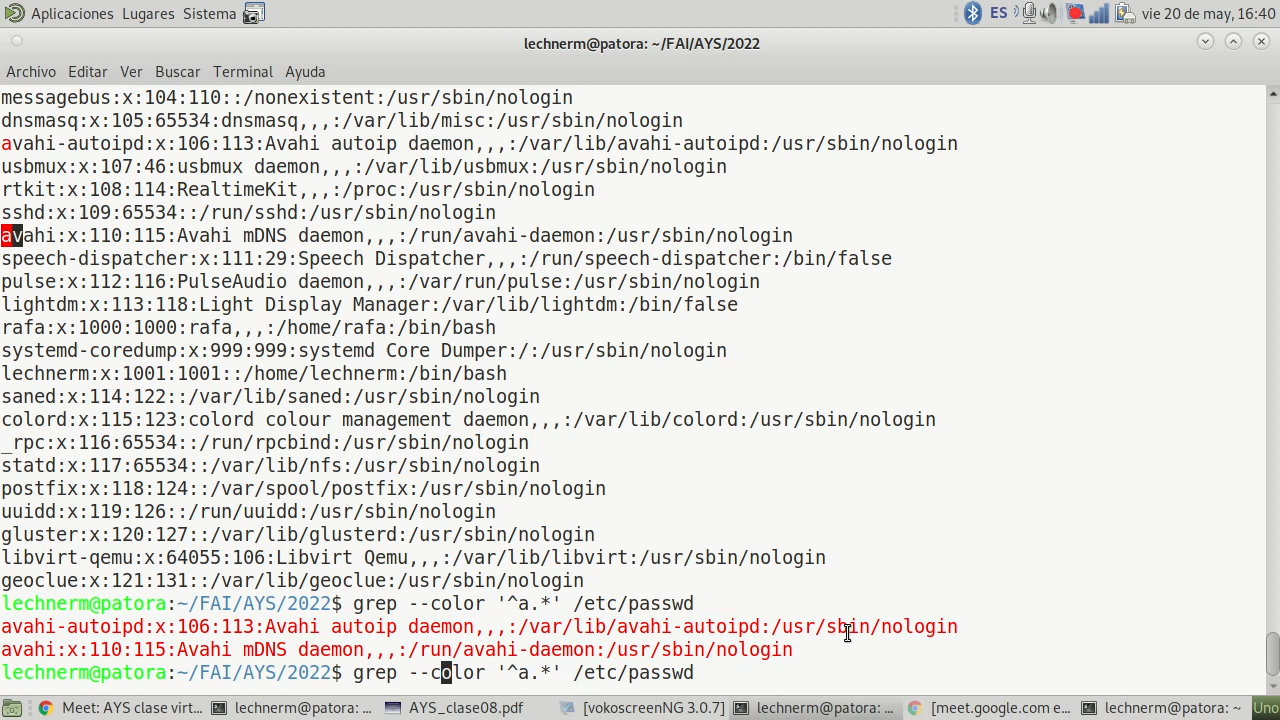 Aplicaciones Lugares Sistema
ES
vie 20 de may, 16:40
lechnerm@patora: ~/FAI/AYS/2022
Archivo Editar Ver Buscar Terminal Ayuda
messagebus:x:104:110::/nonexistent:/usr/sbin/nologin
dnsmasq:x:105:65534:dnsmasq,,,:/var/lib/misc:/usr/sbin/nologin
avahi-autoipd:x:106:113:Avahi autoip daemon,,,:/var/lib/avahi-autoipd:/usr/sbin/nologin
usbmux:x:107:46:usbmux daemon,,,:/var/lib/usbmux:/usr/sbin/nologin
rtkit:x:108:114:RealtimeKit,,,:/proc:/usr/sbin/nologin
sshd:x:109:65534::/run/sshd:/usr/sbin/nologin
avahi:x:110:115:Avahi mDNS daemon,,,:/run/avahi-daemon:/usr/sbin/nologin
speech-dispatcher:x:111:29:Speech Dispatcher,,,:/run/speech-dispatcher:/bin/false
pulse:x:112:116:PulseAudio daemon,,,:/run/pulse:/usr/sbin/nologin
lightdm:x:113:118:Light Display Manager:/var/lib/lightdm:/bin/false
rafa:x:1000:1000:rafa,,,:/home/rafa:/bin/bash
systemd-coredump:x:999:999:systemd Core Dumper:/:/usr/sbin/nologin
lechnerm:x:1001:1001::/home/lechnerm:/bin/bash
saned:x:114:122::/var/lib/saned:/usr/sbin/nologin
colord:x:115:123:colord colour management daemon,,,:/var/lib/colord:/usr/sbin/nologin
_rpc:x:116:65534::/run/rpcbind:/usr/sbin/nologin
statd:x:117:65534::/var/lib/nfs:/usr/sbin/nologin
postfix:x:118:124::/var/spool/postfix:/usr/sbin/nologin
uuidd:x:119:126::/run/uuidd:/usr/sbin/nologin
gluster:x:120:127::/var/lib/glusterd:/usr/sbin/nologin
libvirt-qemu:x:64055:106:Libvirt Qemu,,,:/var/lib/libvirt:/usr/sbin/nologin
geoclue:x:121:131::/var/lib/geoclue:/usr/sbin/nologin
lechnerm@patora:~/FAI/AYS/2022$ grep --color '^a.*' /etc/passwd
avahi-autoipd:x:106:113:Avahi autoip daemon,,,:/var/lib/avahi-autoipd:/usr/sbin/nologin
avahi:x:110:115:Avahi mDNS daemon,,,:/run/avahi-daemon:/usr/sbin/nologin
lechnerm@patora:~/FAI/AYS/2022$ grep --color '^a.*' /etc/passwd
Meet: AYS clase virt... lechnerm@patora: ... AYS_clase08.pdf [vokoscreenNG 3.0.7] lechnerm@patora: ... [meet.google.com e... lechnerm@patora: ~ Uno